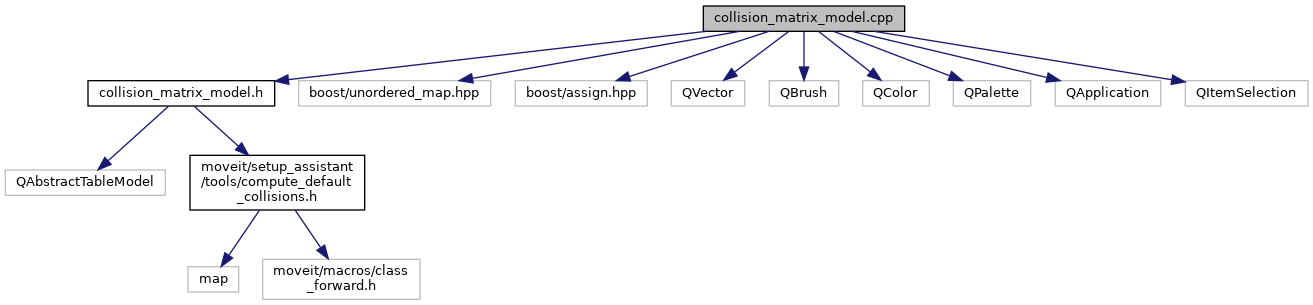 collision_matrix_model.cpp
collision_matrix_model.h
boost/unordered_map.hpp
boost/assign.hpp
QVector
QBrush
QColor
QPalette
QApplication
QItemSelection
QAbstractTableModel
moveit/setup_assistant
/tools/compute_default
_collisions.h
map
moveit/macros/class
_forward.h